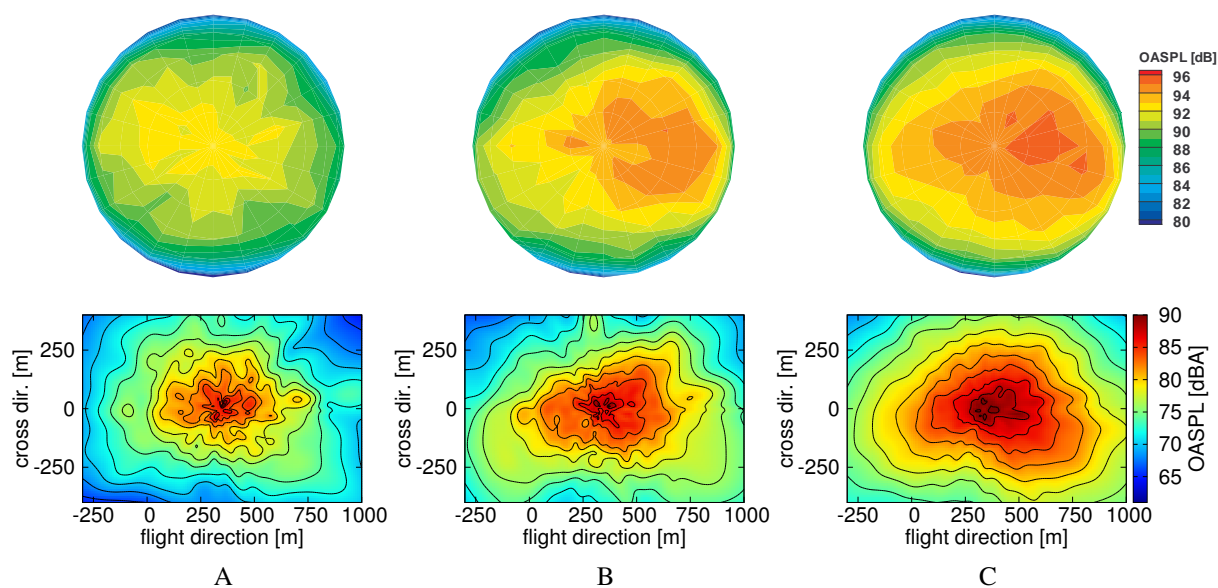 OASPL [dB]
96
94
92
90
88
86
84
82
80
cross dir. [m]
250
0
-250
-250 0 250 500 750 1000
flight direction [m]
A
cross dir. [m]
250
0
-250
-250 0 250 500 750 1000
flight direction [m]
B
cross dir. [m]
250
0
-250
-250 0 250 500 750 1000
flight direction [m]
C
90
85
80
75
70
65
OASPL [dBA]